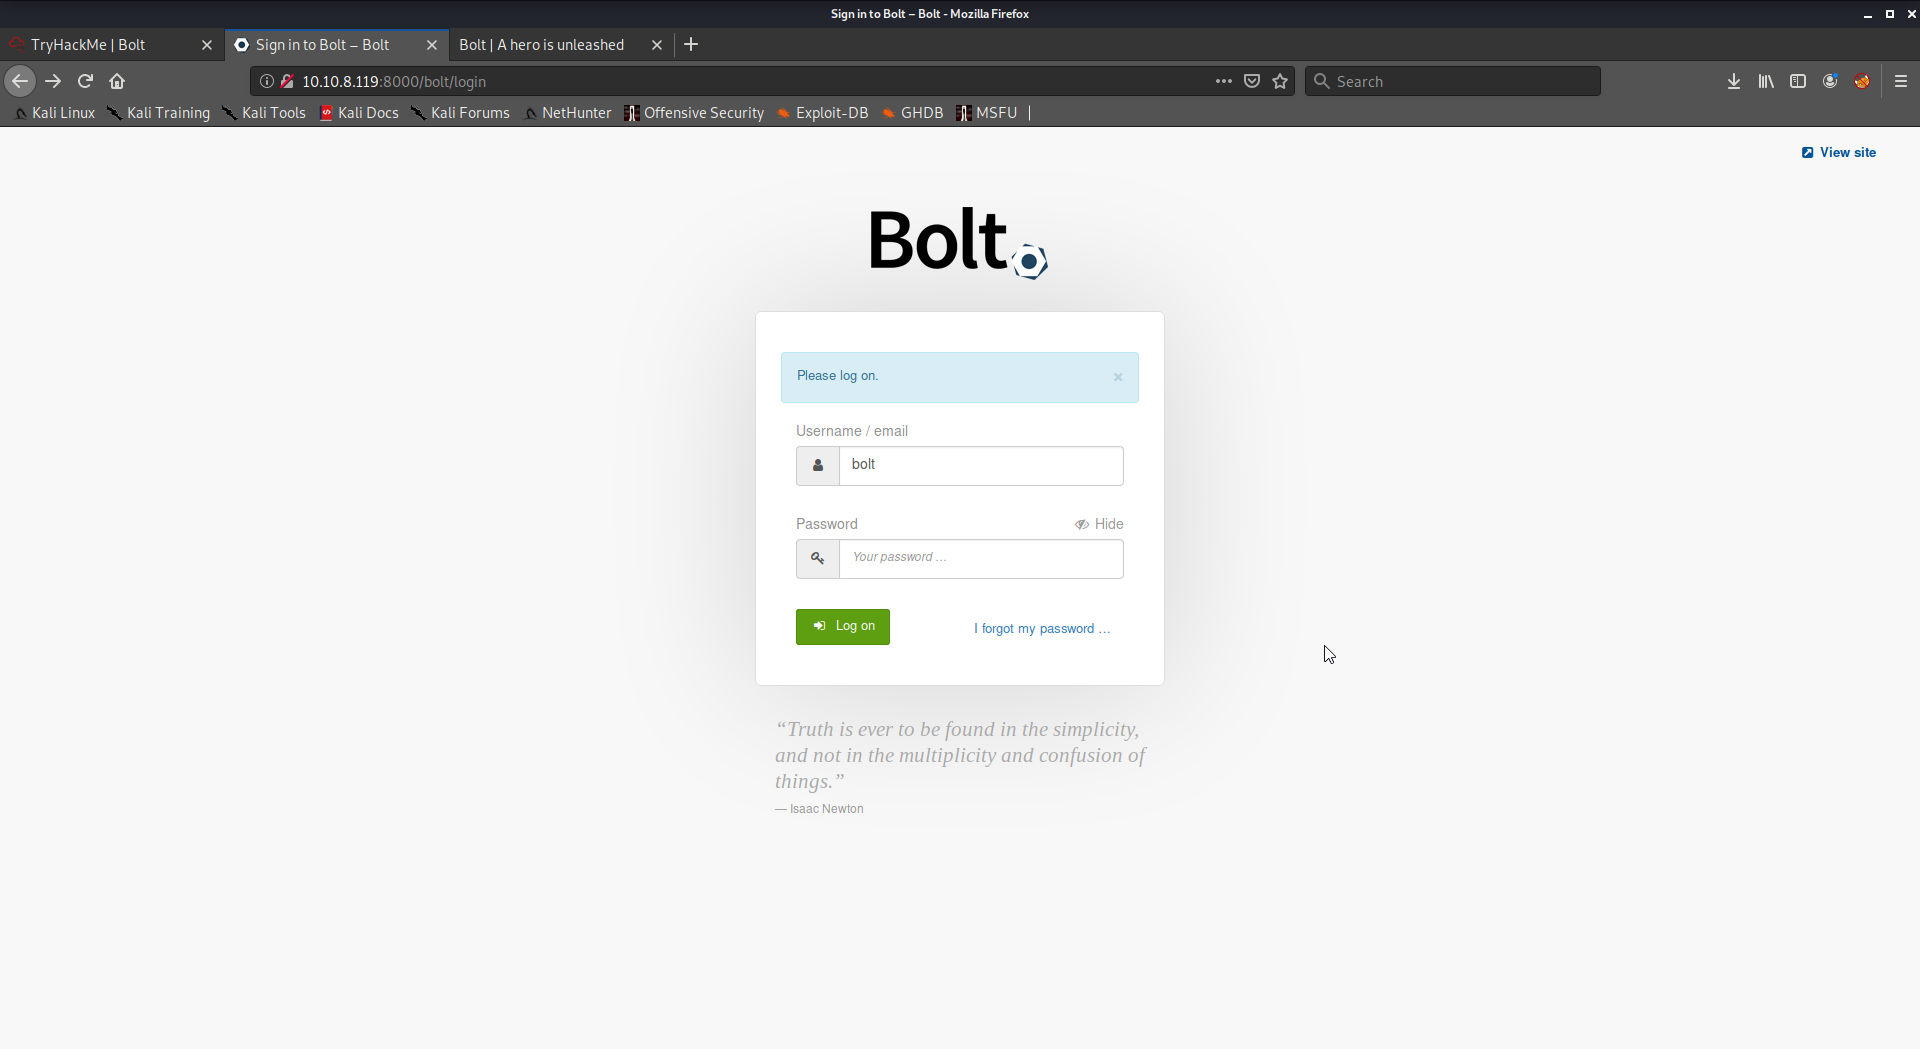 Sign in to Bolt – Bolt - Mozilla Firefox
TryHackMe | Bolt
Sign in to Bolt – Bolt
Bolt | A hero is unleashed
10.10.8.119:8000/bolt/login
Search
Kali Linux Kali Training Kali Tools Kali Docs Kali Forums NetHunter Offensive Security Exploit-DB GHDB MSFU
View site
Bolt
Please log on.
Username / email
bolt
Password Hide
Your password ...
Log on I forgot my password ...
“Truth is ever to be found in the simplicity,
and not in the multiplicity and confusion of
things.”
— Isaac Newton